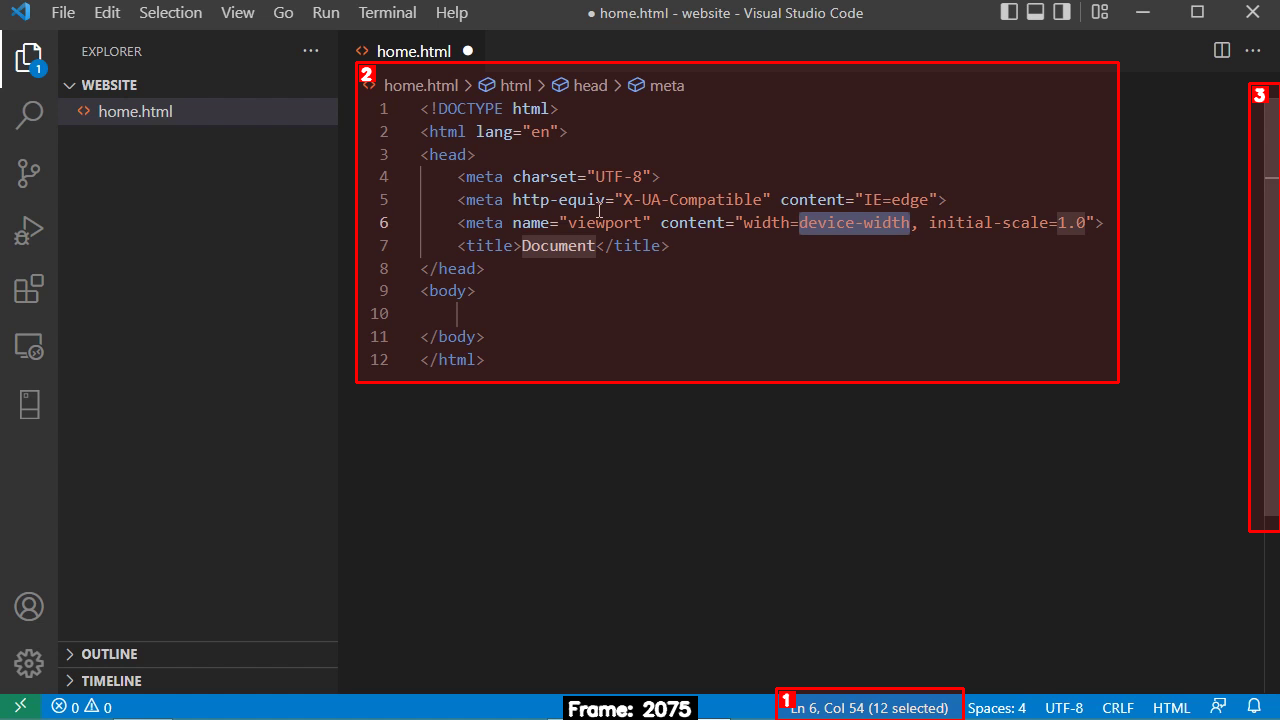 File Edit Selection View Go Run Terminal Help ● home.html - website - Visual Studio Code
EXPLORER ···
home.html ●
1
WEBSITE
home.html
2
home.html > html > head > meta
1 <!DOCTYPE html>
2 <html lang="en">
3 <head>
4 <meta charset="UTF-8">
5 <meta http-equiv="X-UA-Compatible" content="IE=edge">
6 <meta name="viewport" content="width=device-width, initial-scale=1.0">
7 <title>Document</title>
8 </head>
9 <body>
10
11 </body>
12 </html>
3
OUTLINE
TIMELINE
0 0
Frame: 2075
1
Ln 6, Col 54 (12 selected) Spaces: 4 UTF-8 CRLF HTML